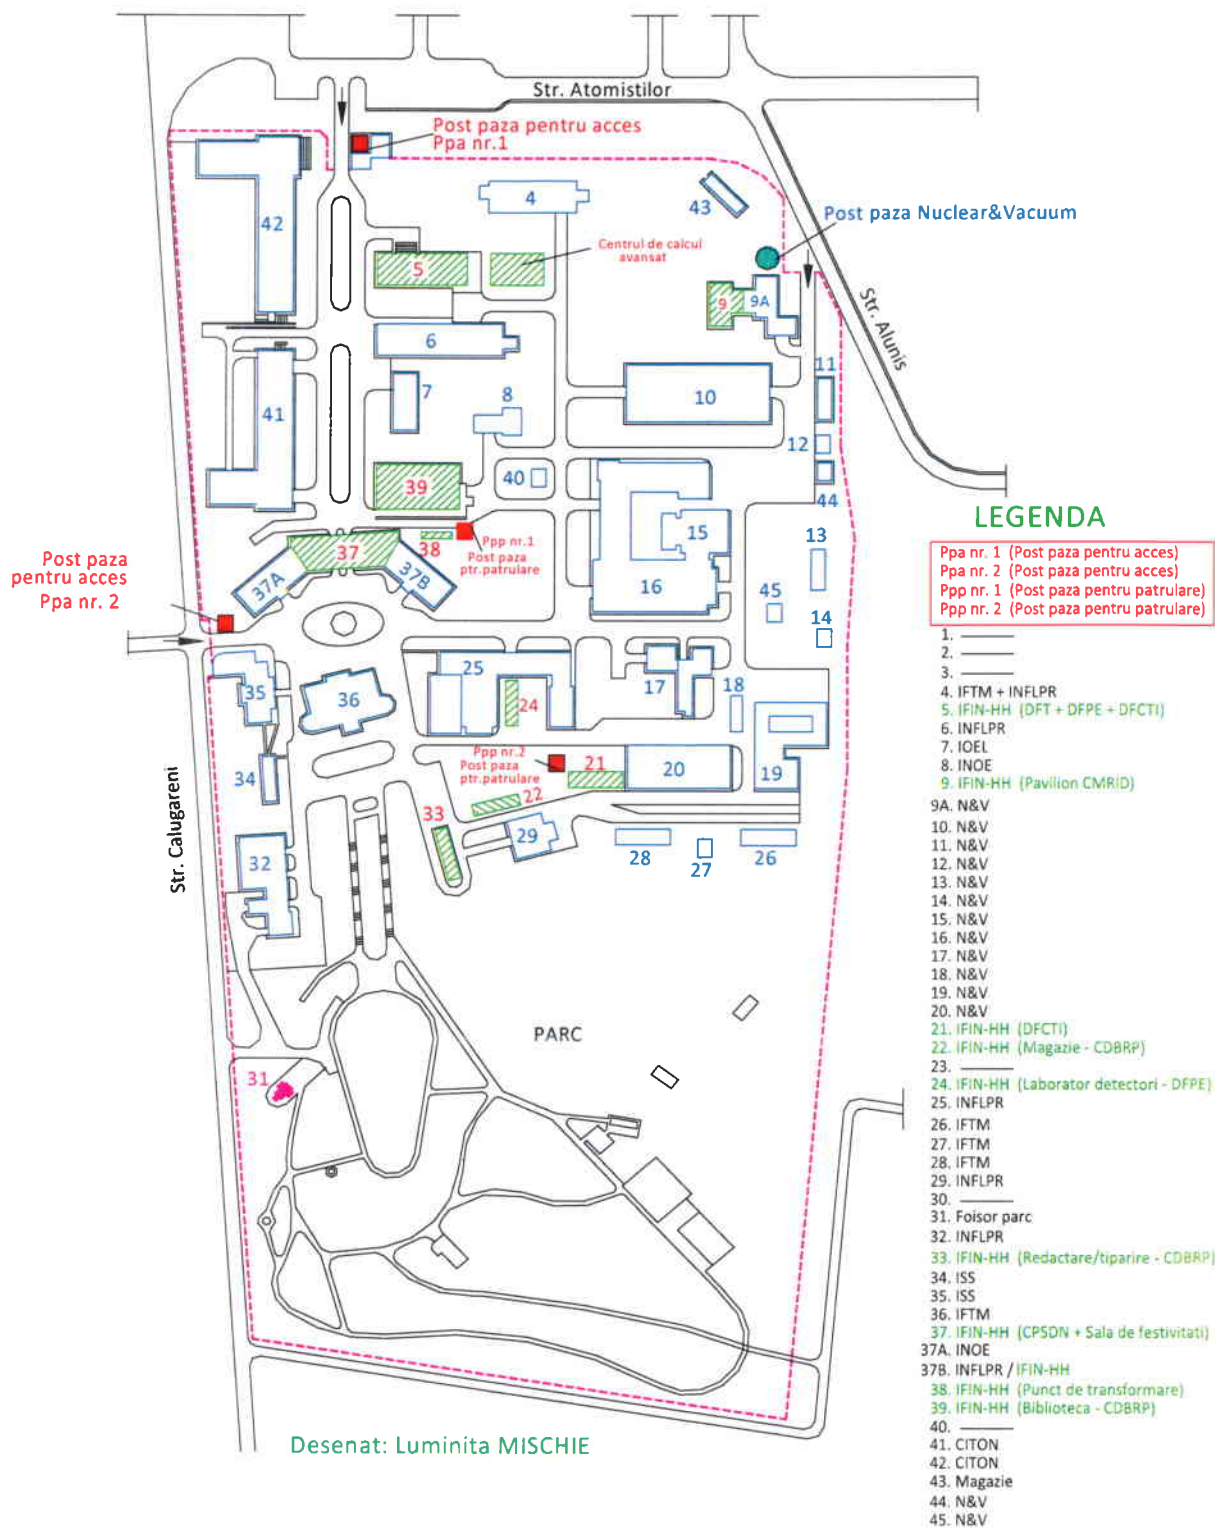 Str. Atomistilor
Post paza pentru acces
Ppa nr.1
4
43
42
Post paza Nuclear&Vacuum
Centrul de calcul
avansat
5
9
9A
Str. Alunis
6
11
7
8
10
41
12
40
39
44
15
13
37
38
Ppp nr.1
Post paza
ptr.patrulare
Post paza
pentru acces
Ppa nr. 2
37A
37B
16
45
14
25
17
35
36
18
24
Ppp nr.2
Post paza
ptr.patrulare
21
20
19
34
22
33
29
28
27
26
32
Str. Calugareni
PARC
31
Desenat: Luminita MISCHIE
LEGENDA
Ppa nr. 1 (Post paza pentru acces)
Ppa nr. 2 (Post paza pentru acces)
Ppp nr. 1 (Post paza pentru patrulare)
Ppp nr. 2 (Post paza pentru patrulare)
1. ———
2. ———
3. ———
4. IFTM + INFLPR
5. IFIN-HH (DFT + DFPE + DFCTI)
6. INFLPR
7. IOEL
8. INOE
9. IFIN-HH (Pavilion CMRID)
9A. N&V
10. N&V
11. N&V
12. N&V
13. N&V
14. N&V
15. N&V
16. N&V
17. N&V
18. N&V
19. N&V
20. N&V
21. IFIN-HH (DFCTI)
22. IFIN-HH (Magazie - CDBRP)
23. ———
24. IFIN-HH (Laborator detectori - DFPE)
25. INFLPR
26. IFTM
27. IFTM
28. IFTM
29. INFLPR
30. ———
31. Foisor parc
32. INFLPR
33. IFIN-HH (Redactare/tiparire - CDBRP)
34. ISS
35. ISS
36. IFTM
37. IFIN-HH (CPSDN + Sala de festivitati)
37A. INOE
37B. INFLPR / IFIN-HH
38. IFIN-HH (Punct de transformare)
39. IFIN-HH (Biblioteca - CDBRP)
40. ———
41. CITON
42. CITON
43. Magazie
44. N&V
45. N&V